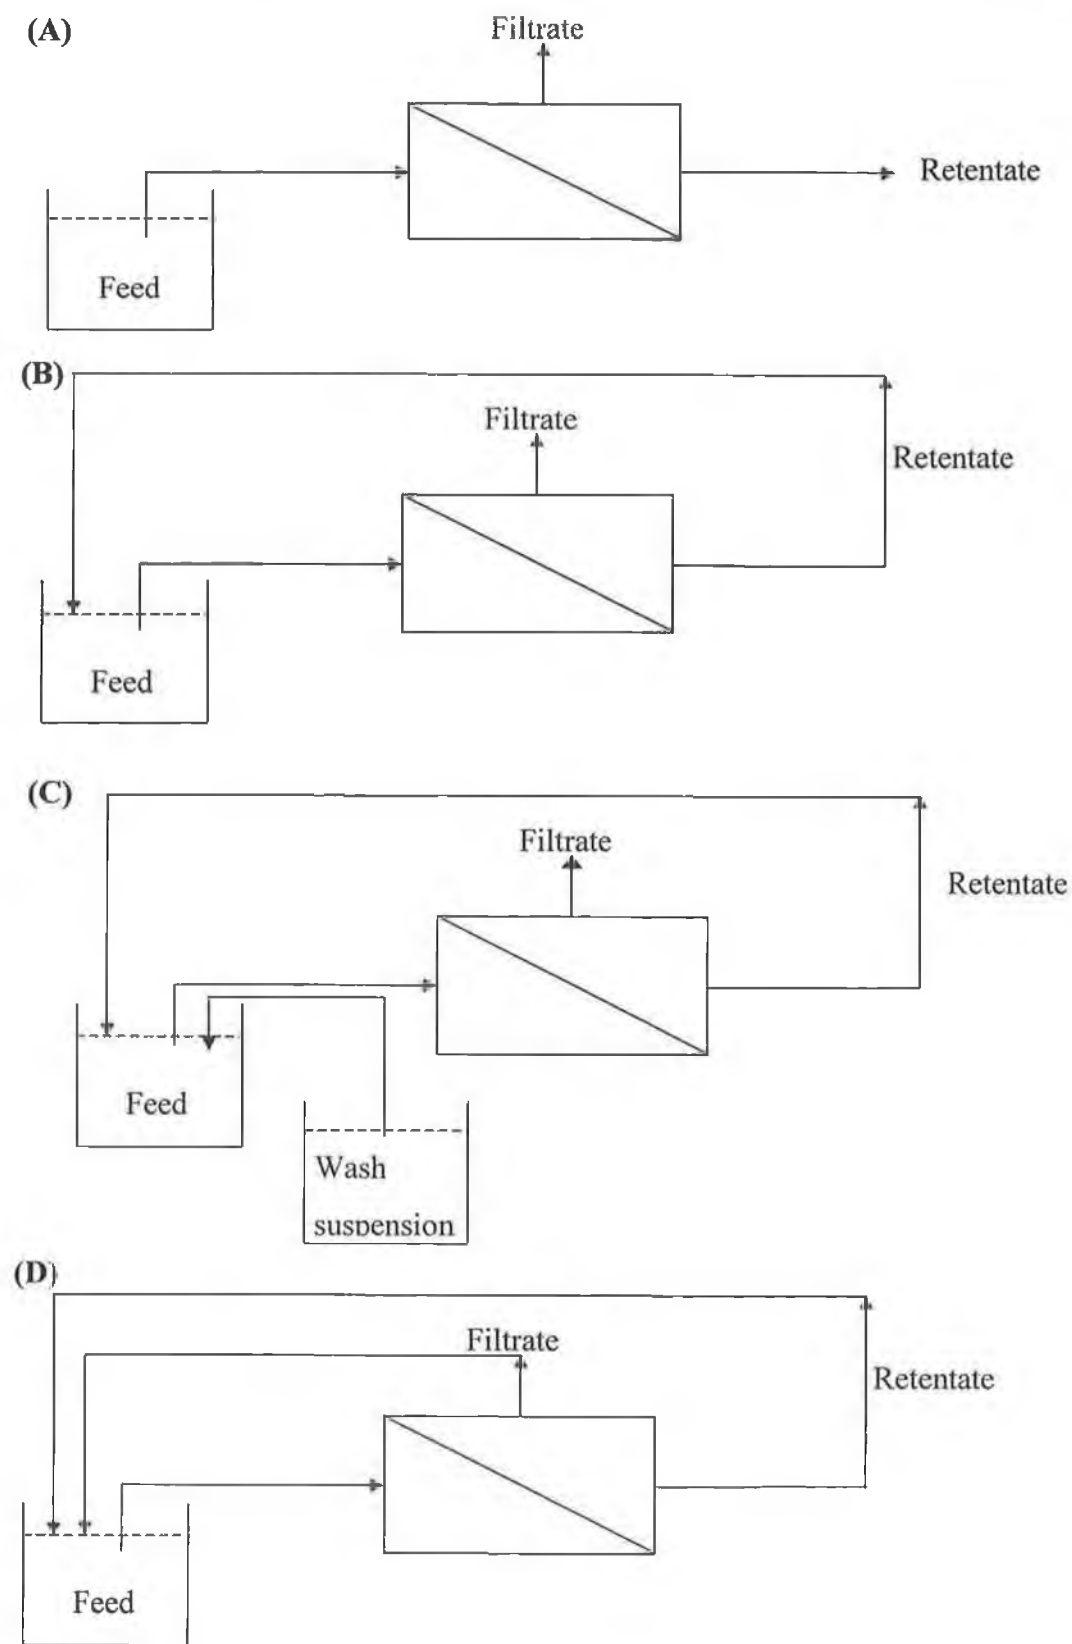 (A)
Filtrate
Retentate
Feed
(B)
Filtrate
Retentate
Feed
(C)
Filtrate
Retentate
Feed
Wash
suspension
(D)
Filtrate
Retentate
Feed